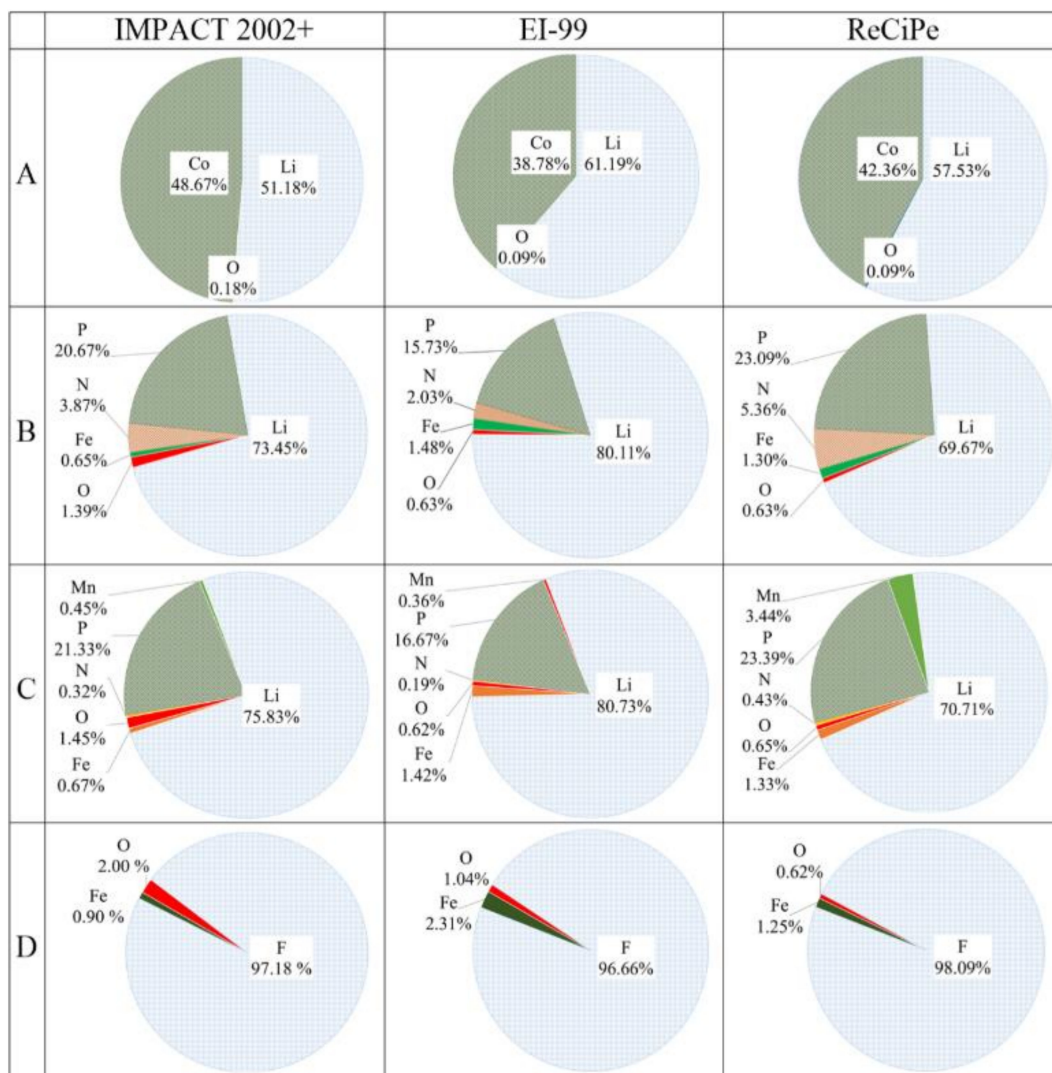 IMPACT 2002+ EI-99 ReCiPe
A
Co
48.67%
Li
51.18%
O
0.18%
Co
38.78%
Li
61.19%
O
0.09%
Co
42.36%
Li
57.53%
O
0.09%
B
P
20.67%
N
3.87%
Fe
0.65%
O
1.39%
Li
73.45%
P
15.73%
N
2.03%
Fe
1.48%
O
0.63%
Li
80.11%
P
23.09%
N
5.36%
Fe
1.30%
O
0.63%
Li
69.67%
C
Mn
0.45%
P
21.33%
N
0.32%
O
1.45%
Fe
0.67%
Li
75.83%
Mn
0.36%
P
16.67%
N
0.19%
O
0.62%
Fe
1.42%
Li
80.73%
Mn
3.44%
P
23.39%
N
0.43%
O
0.65%
Fe
1.33%
Li
70.71%
D
O
2.00 %
Fe
0.90 %
F
97.18 %
O
1.04%
Fe
2.31%
F
96.66%
O
0.62%
Fe
1.25%
F
98.09%